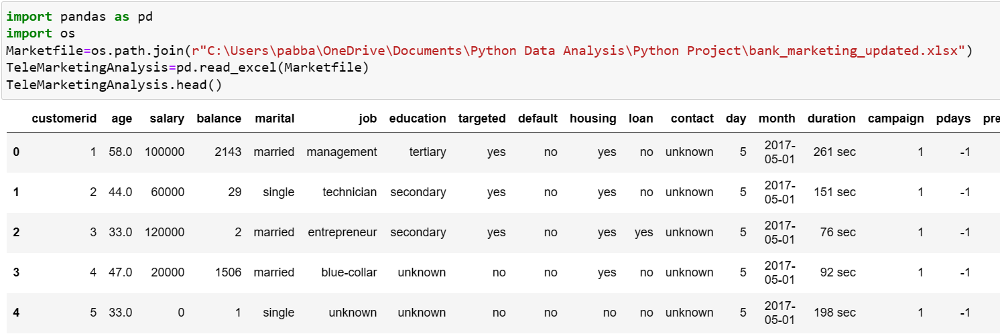 import pandas as pd
import os
Marketfile=os.path.join(r"C:\Users\pabba\OneDrive\Documents\Python Data Analysis\Python Project\bank_marketing_updated.xlsx")
TeleMarketingAnalysis=pd.read_excel(Marketfile)
TeleMarketingAnalysis.head()
customerid age salary balance marital job education targeted default housing loan contact day month duration campaign pdays pre
0 1 58.0 100000 2143 married management tertiary yes no yes no unknown 5 2017-05-01 261 sec 1 -1
1 2 44.0 60000 29 single technician secondary yes no yes no unknown 5 2017-05-01 151 sec 1 -1
2 3 33.0 120000 2 married entrepreneur secondary yes no yes yes unknown 5 2017-05-01 76 sec 1 -1
3 4 47.0 20000 1506 married blue-collar unknown no no yes no unknown 5 2017-05-01 92 sec 1 -1
4 5 33.0 0 1 single unknown unknown no no no no unknown 5 2017-05-01 198 sec 1 -1